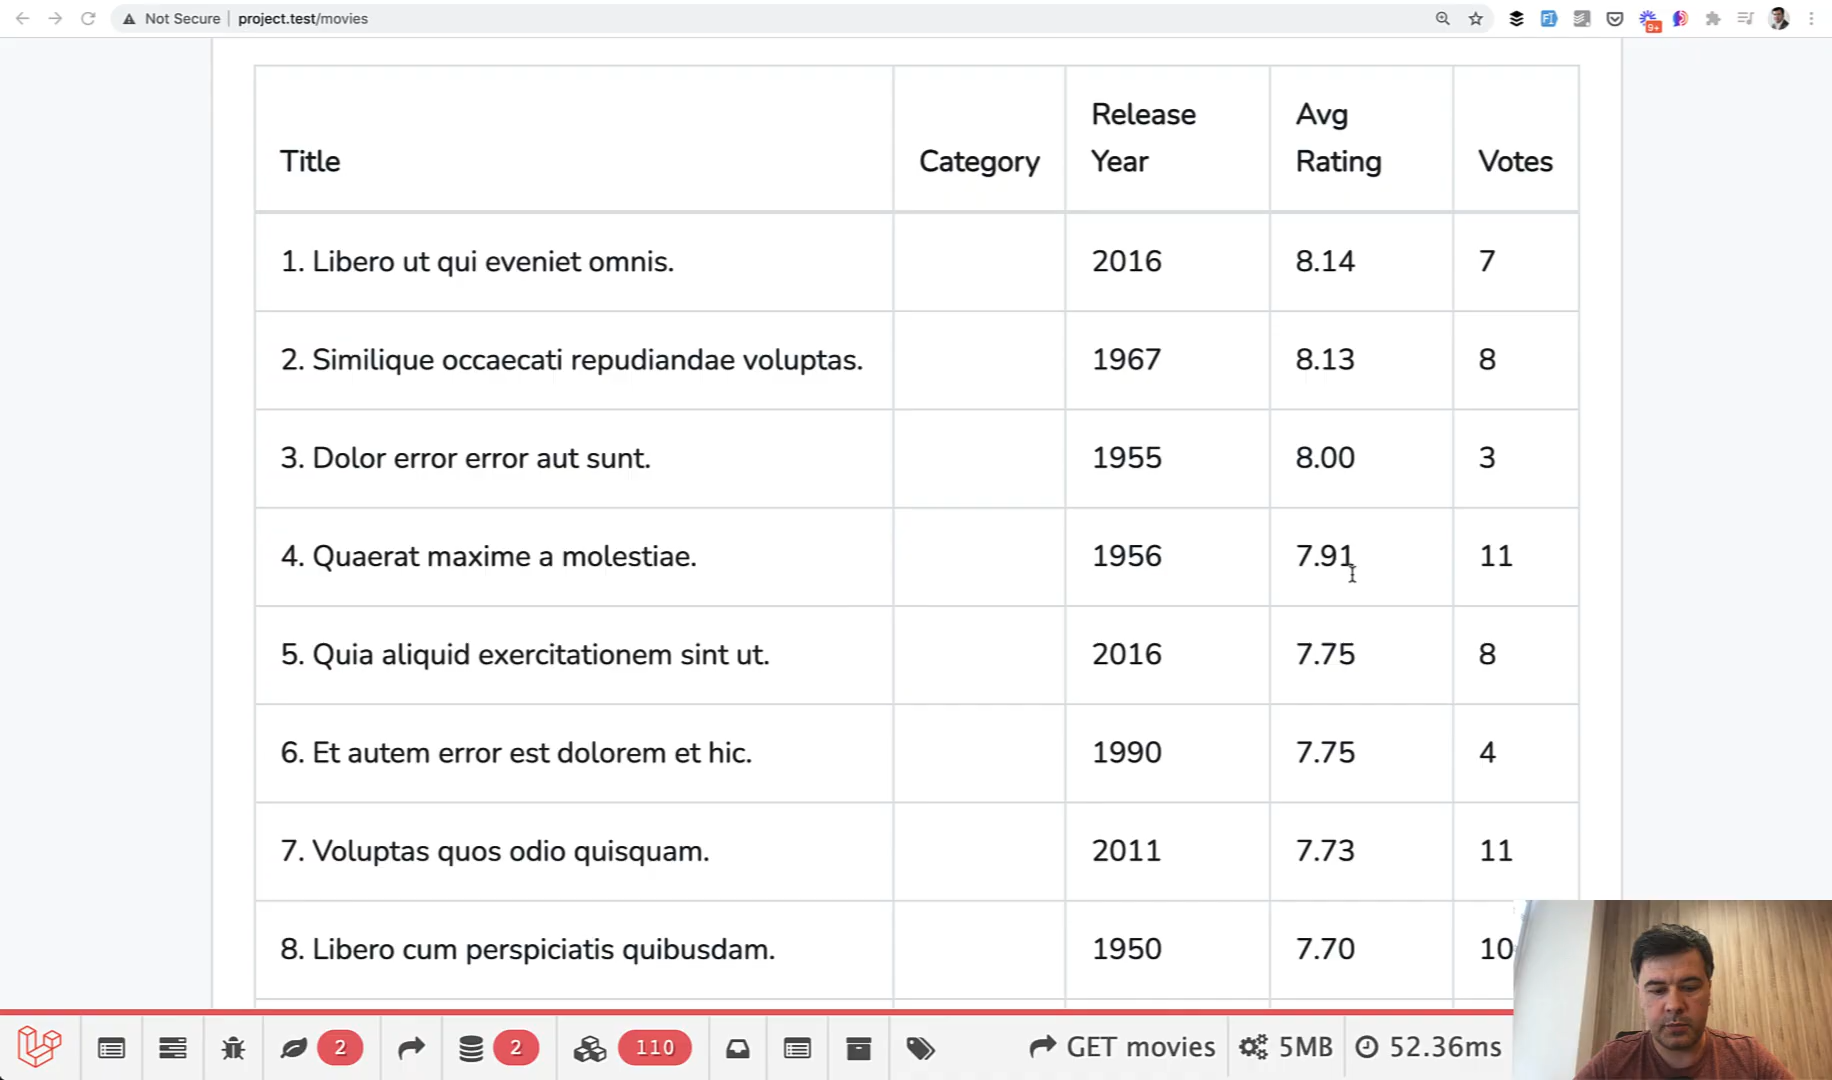 Not Secure project.test/movies
9+
Title Category Release Year Avg Rating Votes
1. Libero ut qui eveniet omnis. 2016 8.14 7
2. Similique occaecati repudiandae voluptas. 1967 8.13 8
3. Dolor error error aut sunt. 1955 8.00 3
4. Quaerat maxime a molestiae. 1956 7.91 11
5. Quia aliquid exercitationem sint ut. 2016 7.75 8
6. Et autem error est dolorem et hic. 1990 7.75 4
7. Voluptas quos odio quisquam. 2011 7.73 11
8. Libero cum perspiciatis quibusdam. 1950 7.70 10
2 2 110 GET movies 5MB 52.36ms